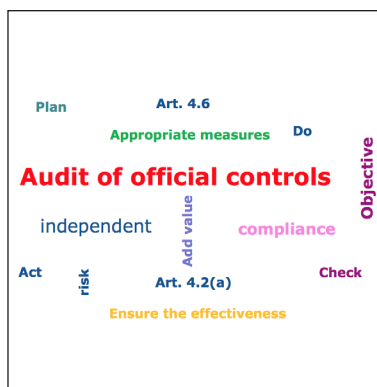 Art. 4.6
Plan
Do
Appropriate measures
Objective
Audit of official controls
Add value
independent
compliance
Act
risk
Check
Art. 4.2(a)
Ensure the effectiveness